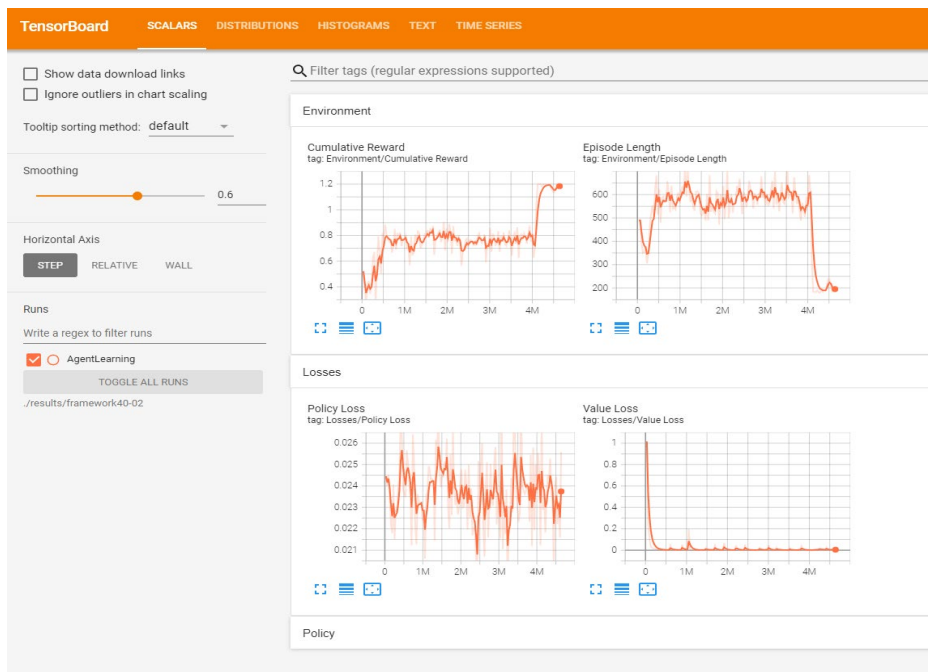 TensorBoard SCALARS DISTRIBUTIONS HISTOGRAMS TEXT TIME SERIES
Show data download links
Ignore outliers in chart scaling
Tooltip sorting method: default
Smoothing
0.6
Horizontal Axis
STEP RELATIVE WALL
Runs
Write a regex to filter runs
AgentLearning
TOGGLE ALL RUNS
./results/framework40-02
Filter tags (regular expressions supported)
Environment
Cumulative Reward
tag: Environment/Cumulative Reward
1.2
1
0.8
0.6
0.4
0 1M 2M 3M 4M
Episode Length
tag: Environment/Episode Length
600
500
400
300
200
0 1M 2M 3M 4M
Losses
Policy Loss
tag: Losses/Policy Loss
0.026
0.025
0.024
0.023
0.022
0.021
0 1M 2M 3M 4M
Value Loss
tag: Losses/Value Loss
1
0.8
0.6
0.4
0.2
0
0 1M 2M 3M 4M
Policy